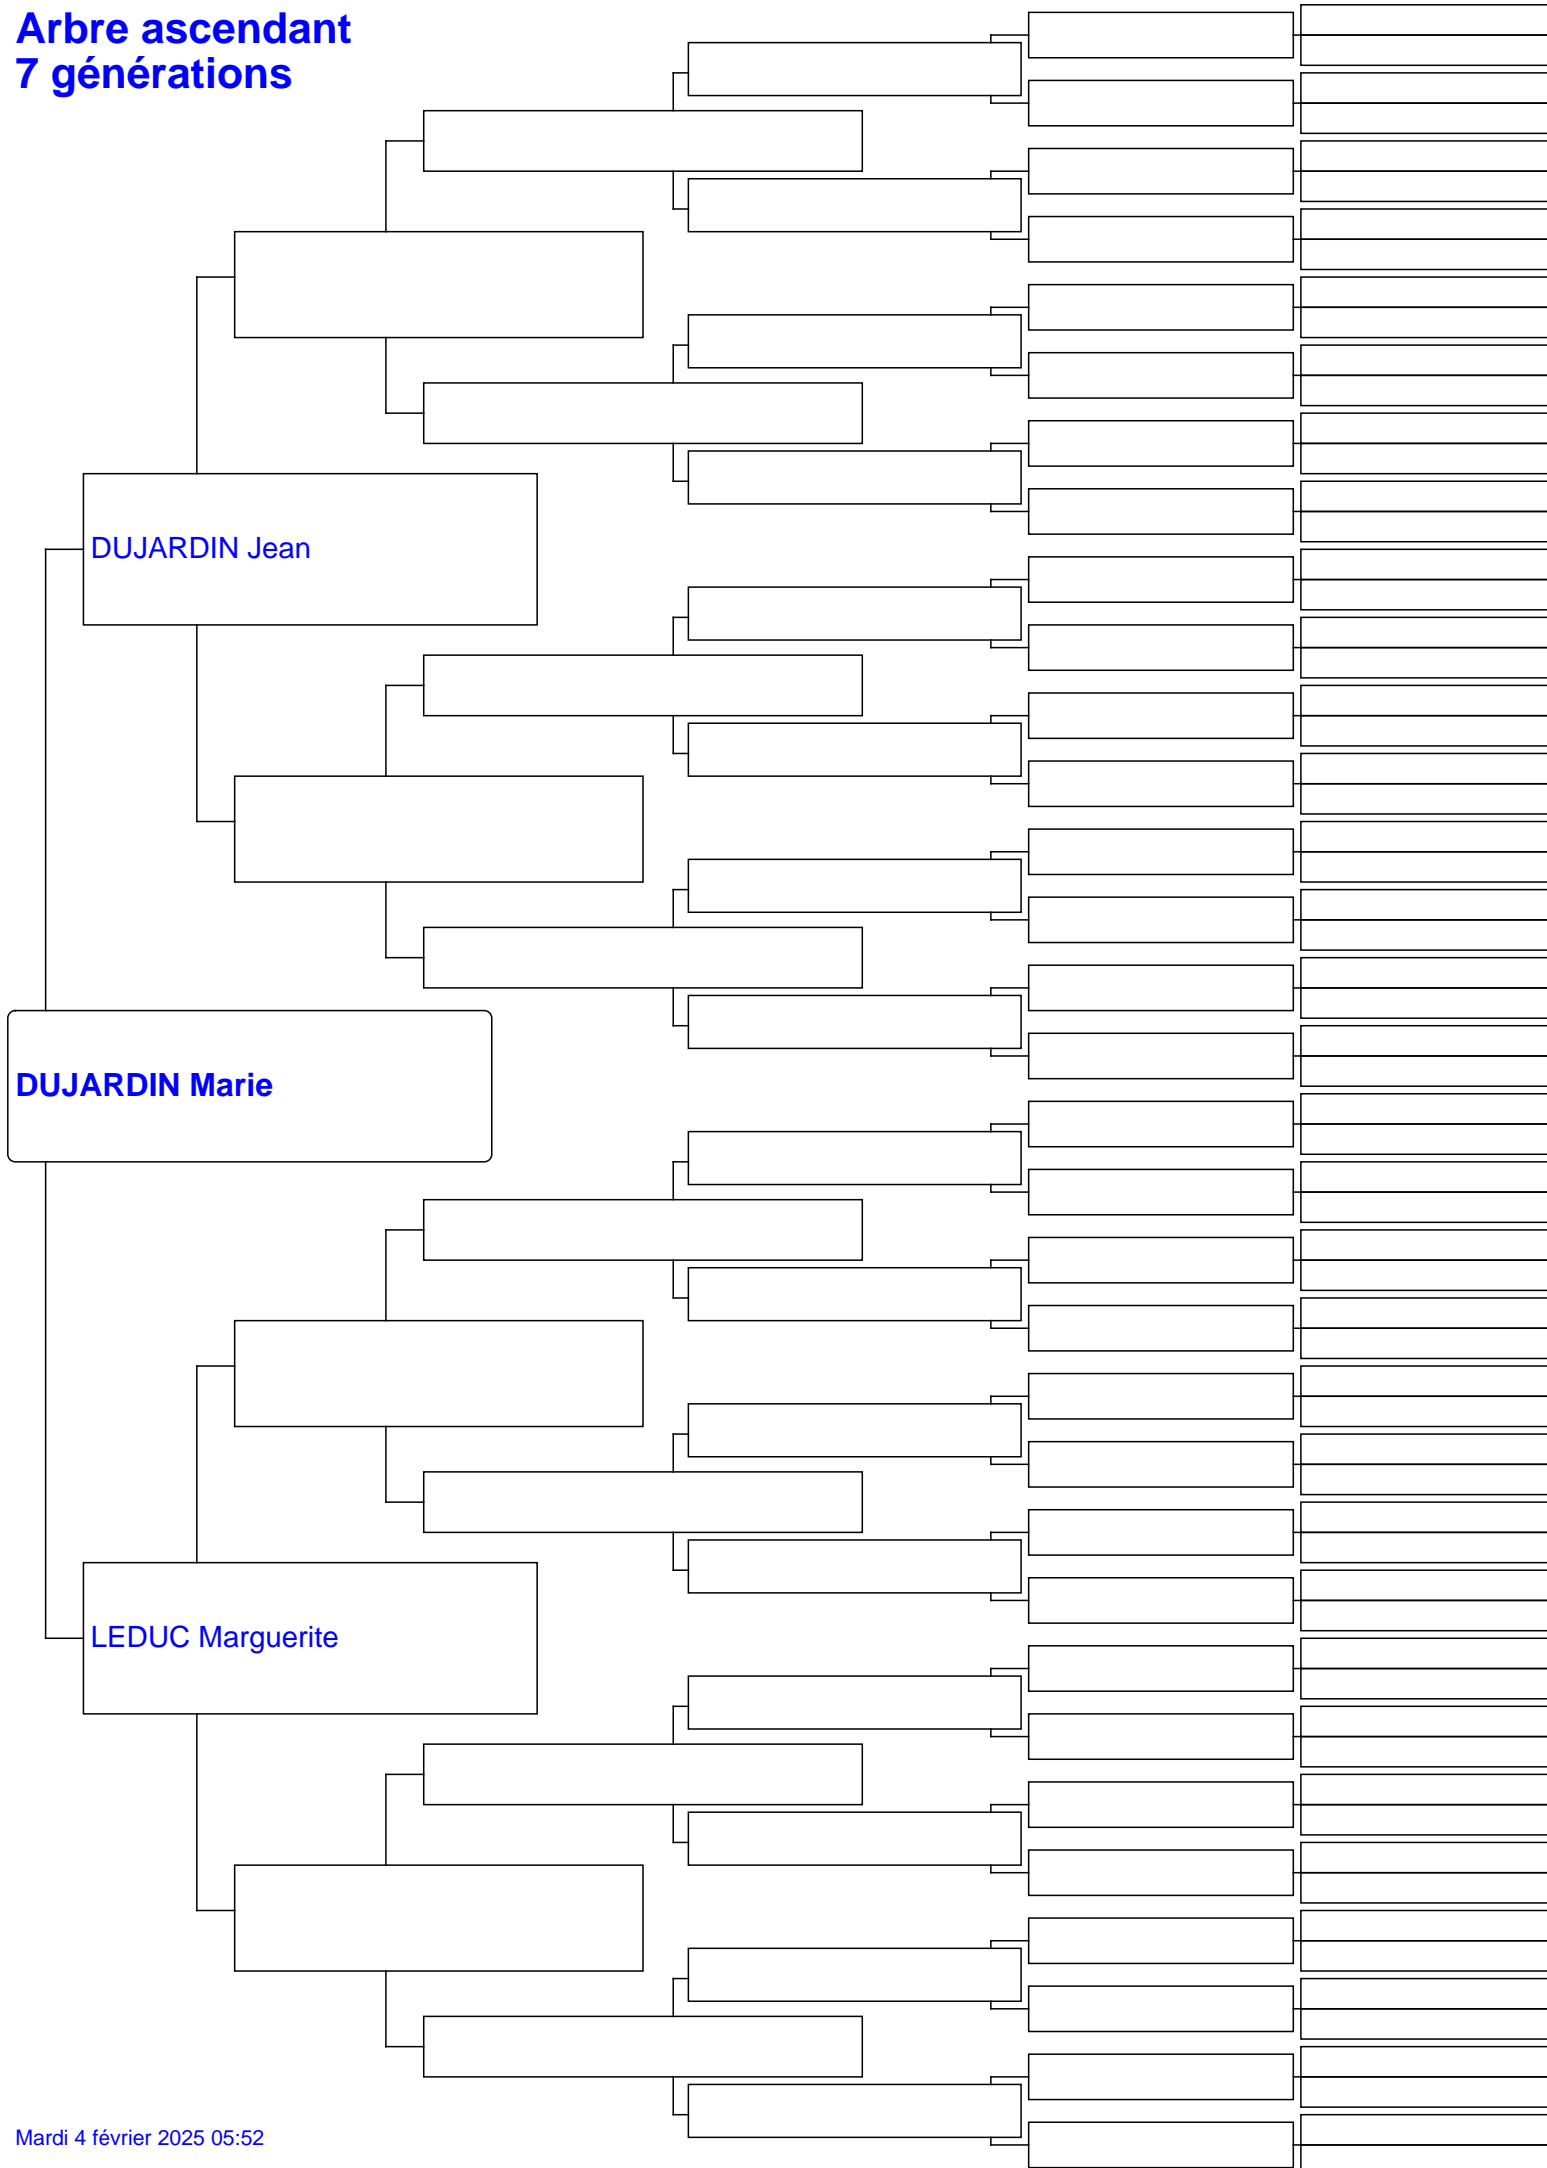 Arbre ascendant
7 générations
DUJARDIN Jean
DUJARDIN Marie
LEDUC Marguerite
Mardi 4 février 2025 05:52